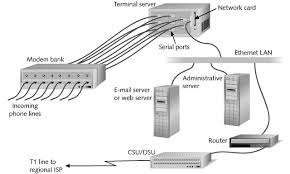 Terminal server
Network card
Modem bank
Serial ports
Ethernet LAN
Incoming
phone lines
E-mail server
or web server
Administrative
server
Router
CSU/DSU
T1 line to
regional ISP